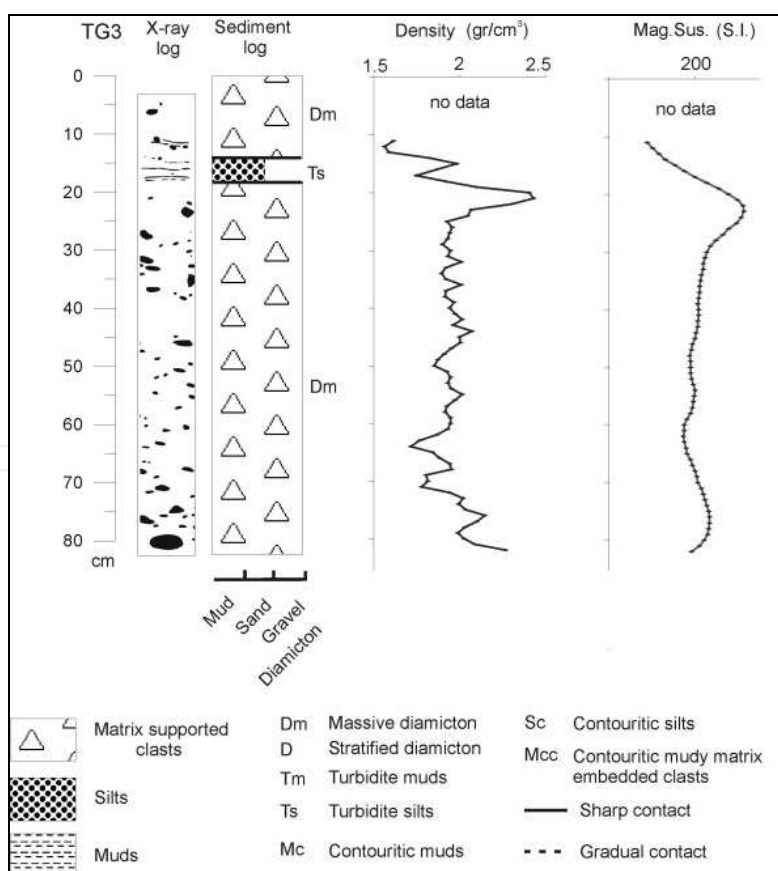 TG3 X-ray log Sediment log Density (gr/cm³) Mag.Sus. (S.I.)
1.5 2 2.5 200
0
10
20
30
40
50
60
70
80
cm
Dm
Ts
Dm
no data
no data
Mud
Sand
Gravel
Diamicton
Matrix supported
clasts
Silts
Muds
Dm Massive diamicton
D Stratified diamicton
Tm Turbidite muds
Ts Turbidite silts
Mc Contouritic muds
Sc Contouritic silts
Mcc Contouritic mudy matrix
embedded clasts
Sharp contact
Gradual contact